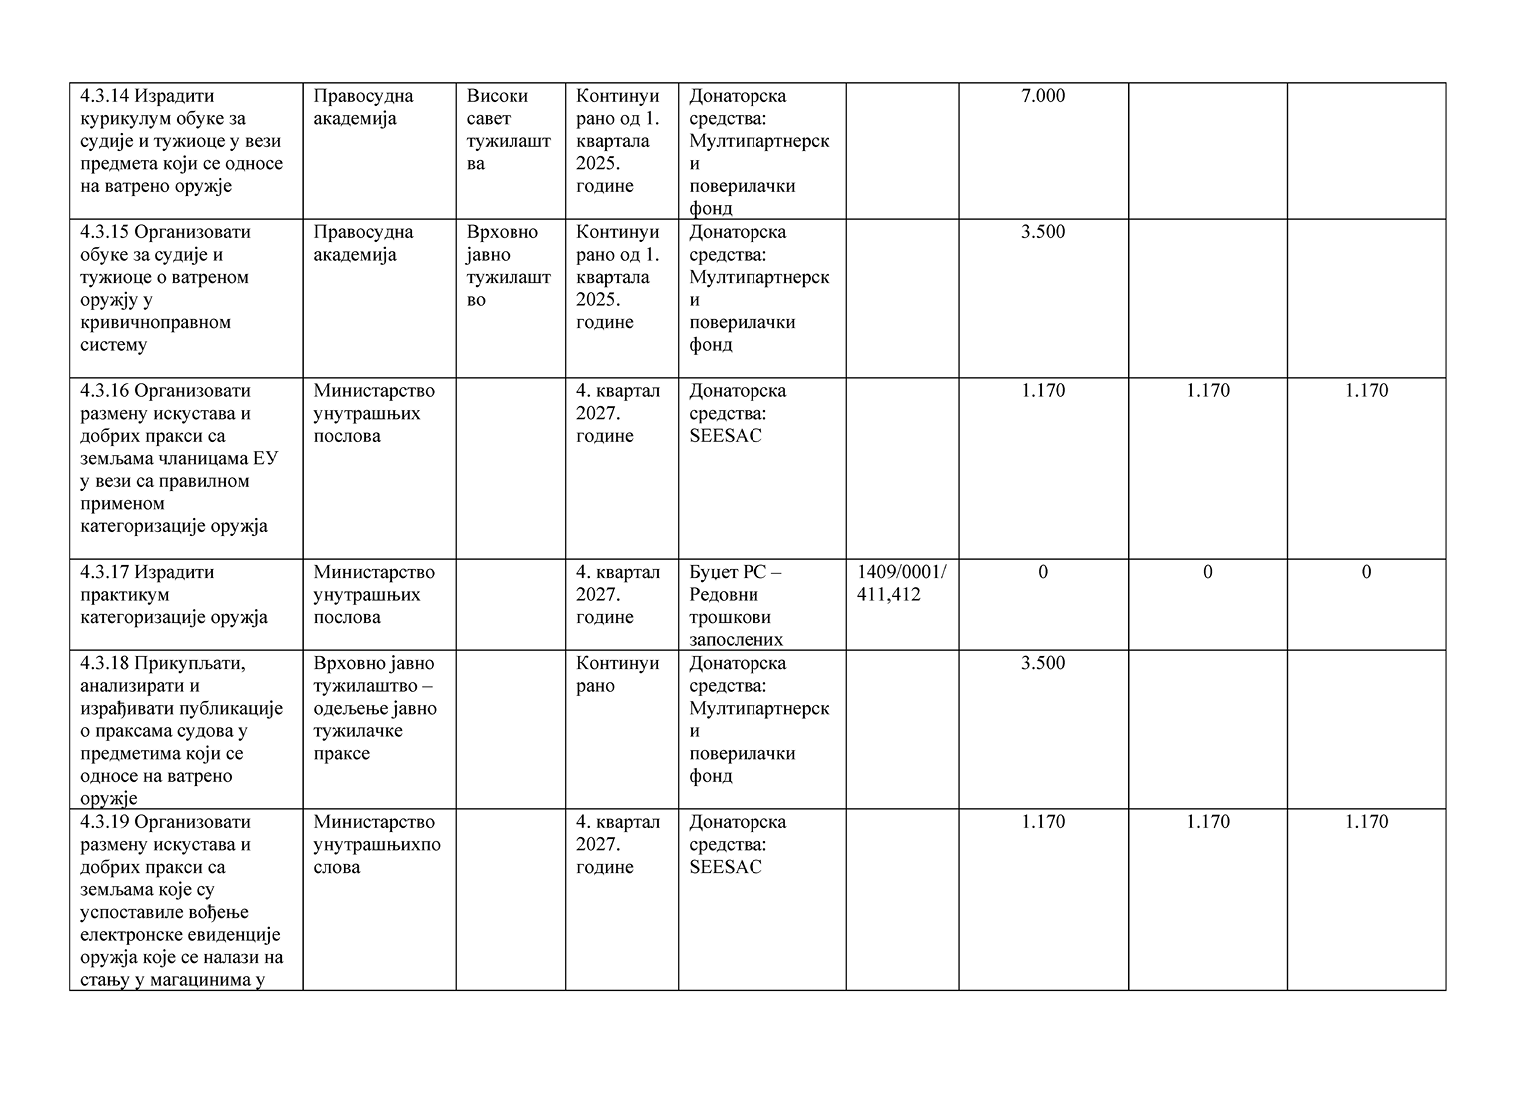 4.3.14 Израдити
курикулум обуке за
судије и тужиоце у вези
предмета који се односе
на ватрено оружје
Правосудна
академија
Високи
савет
тужилашт
ва
Континуи
рано од 1.
квартала
2025.
године
Донаторска
средства:
Мултипартнерск
и
поверилачки
фонд
7.000
4.3.15 Организовати
обуке за судије и
тужиоце о ватреном
оружју у
кривичноправном
систему
Правосудна
академија
Врховно
јавно
тужилашт
во
Континуи
рано од 1.
квартала
2025.
године
Донаторска
средства:
Мултипартнерск
и
поверилачки
фонд
3.500
4.3.16 Организовати
размену искустава и
добрих пракси са
земљама чланицама ЕУ
у вези са правилном
применом
категоризације оружја
Министарство
унутрашњих
послова
4. квартал
2027.
године
Донаторска
средства:
SEESAC
1.170
1.170
1.170
4.3.17 Израдити
практикум
категоризације оружја
Министарство
унутрашњих
послова
4. квартал
2027.
године
Буџет РС –
Редовни
трошкови
запослених
1409/0001/
411,412
0
0
0
4.3.18 Прикупљати,
анализирати и
израђивати публикације
о праксама судова у
предметима који се
односе на ватрено
оружје
Врховно јавно
тужилаштво –
одељење јавно
тужилачке
праксе
Континуи
рано
Донаторска
средства:
Мултипартнерск
и
поверилачки
фонд
3.500
4.3.19 Организовати
размену искустава и
добрих пракси са
земљама које су
успоставиле вођење
електронске евиденције
оружја које се налази на
стању у магацинима у
Министарство
унутрашњихпо
слова
4. квартал
2027.
године
Донаторска
средства:
SEESAC
1.170
1.170
1.170